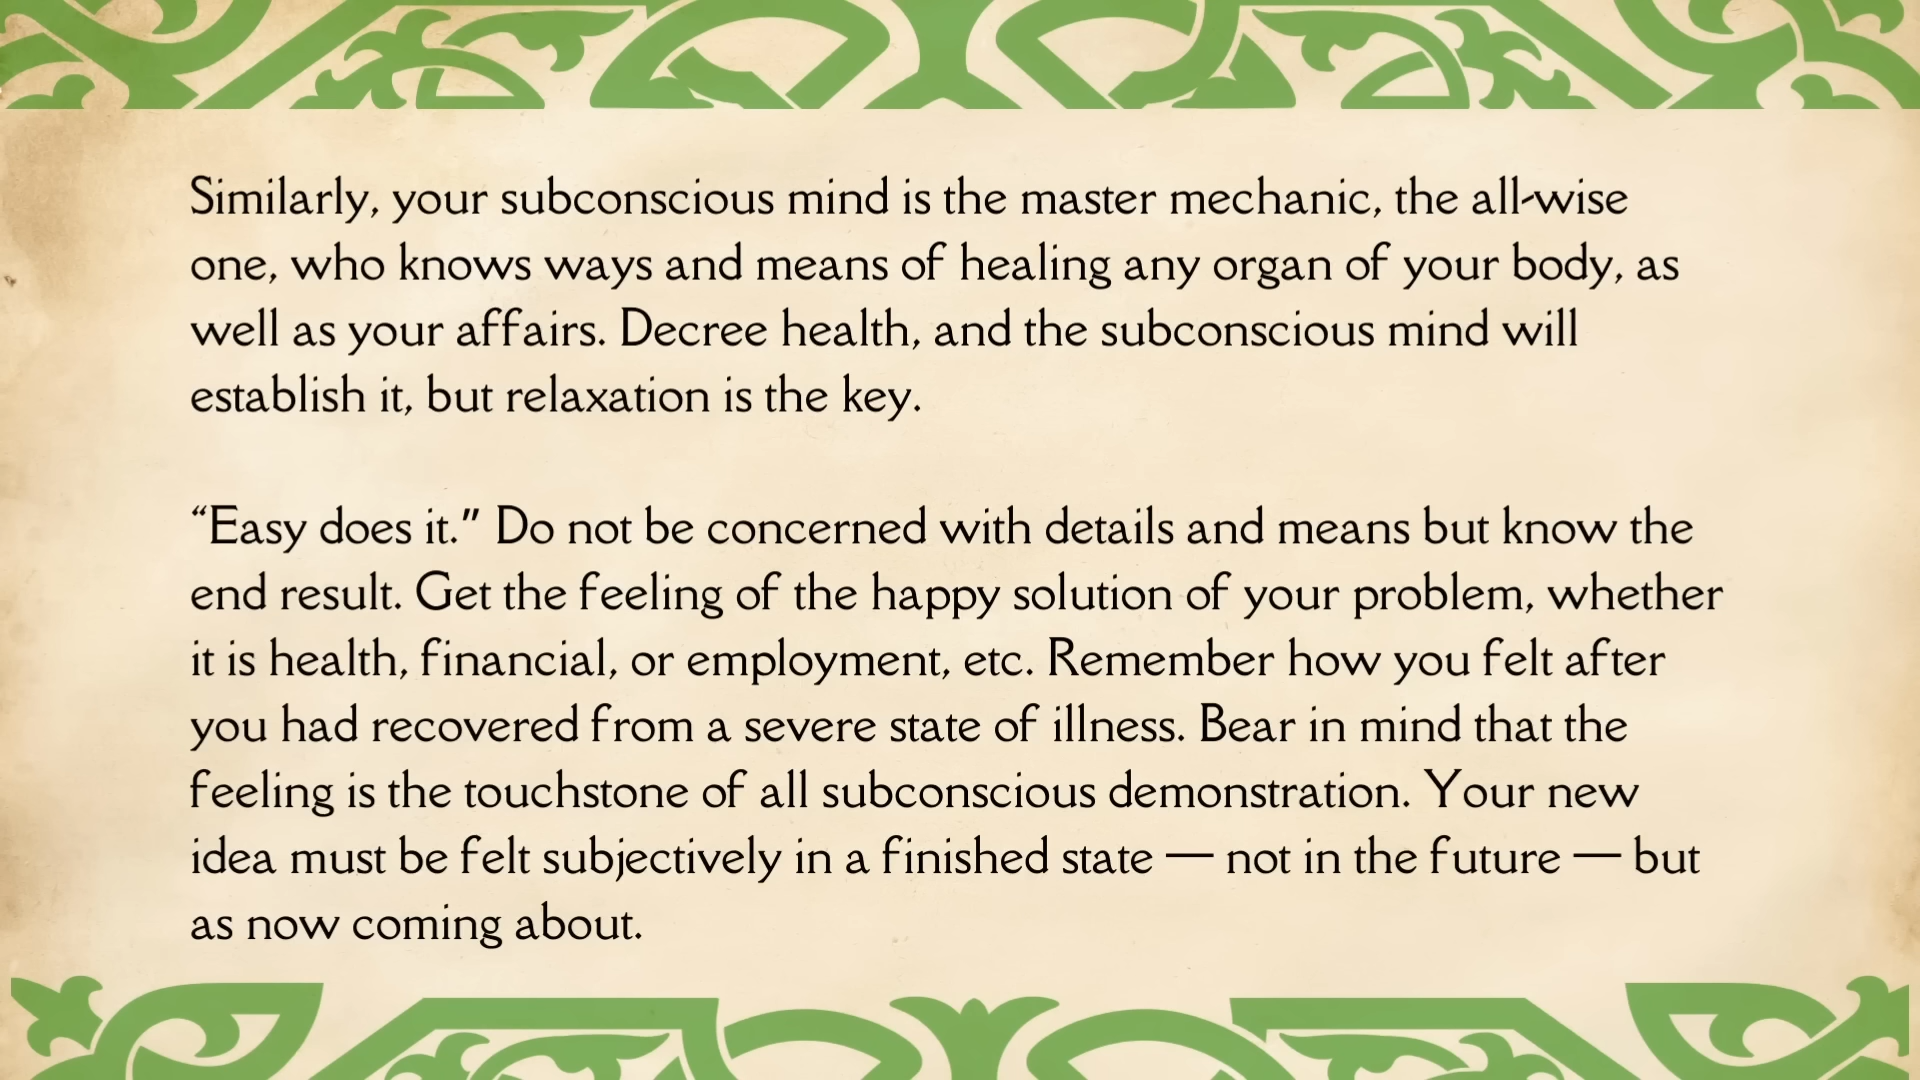 Similarly, your subconscious mind is the master mechanic, the all-wise
one, who knows ways and means of healing any organ of your body, as
well as your affairs. Decree health, and the subconscious mind will
establish it, but relaxation is the key.
“Easy does it.” Do not be concerned with details and means but know the
end result. Get the feeling of the happy solution of your problem, whether
it is health, financial, or employment, etc. Remember how you felt after
you had recovered from a severe state of illness. Bear in mind that the
feeling is the touchstone of all subconscious demonstration. Your new
idea must be felt subjectively in a finished state — not in the future — but
as now coming about.